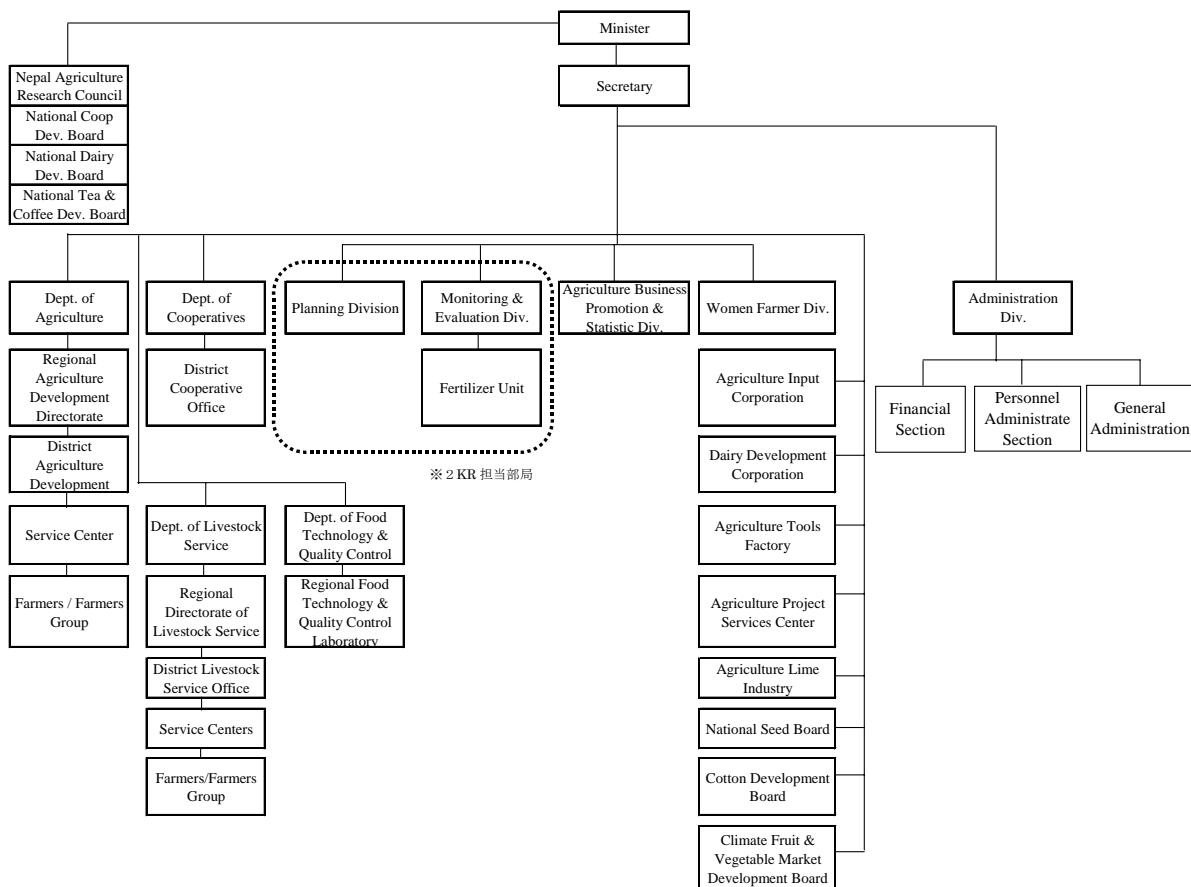 Minister
Nepal Agriculture
Research Council
National Coop
Dev. Board
National Dairy
Dev. Board
National Tea &
Coffee Dev. Board
Secretary
Dept. of
Agriculture
Dept. of
Cooperatives
Planning Division
Monitoring &
Evaluation Div.
Agriculture Business
Promotion &
Statistic Div.
Women Farmer Div.
Administration
Div.
Regional
Agriculture
Development
Directorate
District
Cooperative
Office
Fertilizer Unit
Agriculture Input
Corporation
Financial
Section
Personnel
Administrate
Section
General
Administration
District
Agriculture
Development
Dairy Development
Corporation
※２KR 担当部局
Service Center
Dept. of Livestock
Service
Dept. of Food
Technology &
Quality Control
Agriculture Tools
Factory
Farmers / Farmers
Group
Regional
Directorate of
Livestock Service
Regional Food
Technology &
Quality Control
Laboratory
Agriculture Project
Services Center
District Livestock
Service Office
Agriculture Lime
Industry
Service Centers
National Seed Board
Farmers/Farmers
Group
Cotton Development
Board
Climate Fruit &
Vegetable Market
Development Board